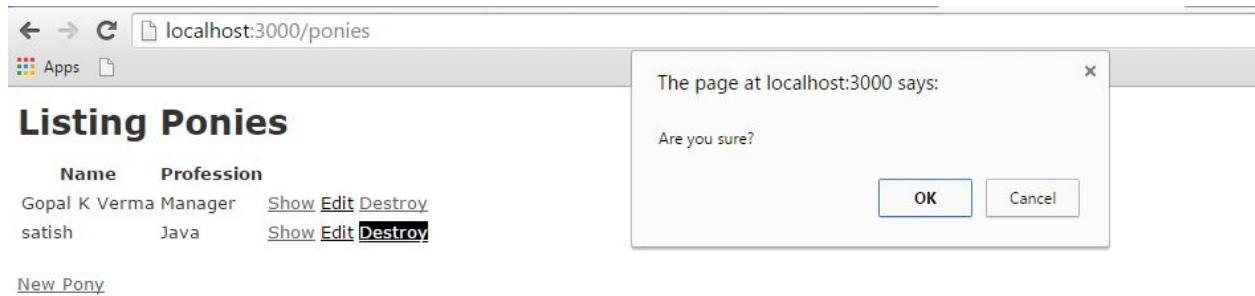 localhost:3000/ponies
Apps
The page at localhost:3000 says:
Are you sure?
OK Cancel
Listing Ponies
Name Profession
Gopal K Verma Manager Show Edit Destroy
satish Java Show Edit Destroy
New Pony